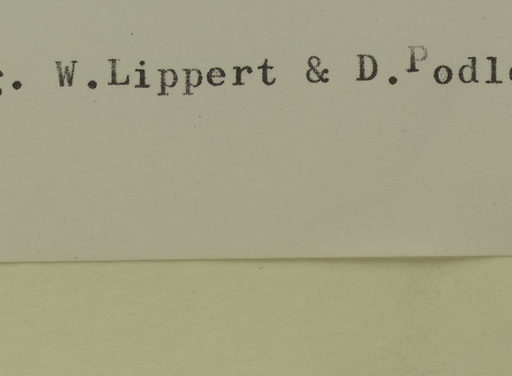 . W.Lippert & D.Podl